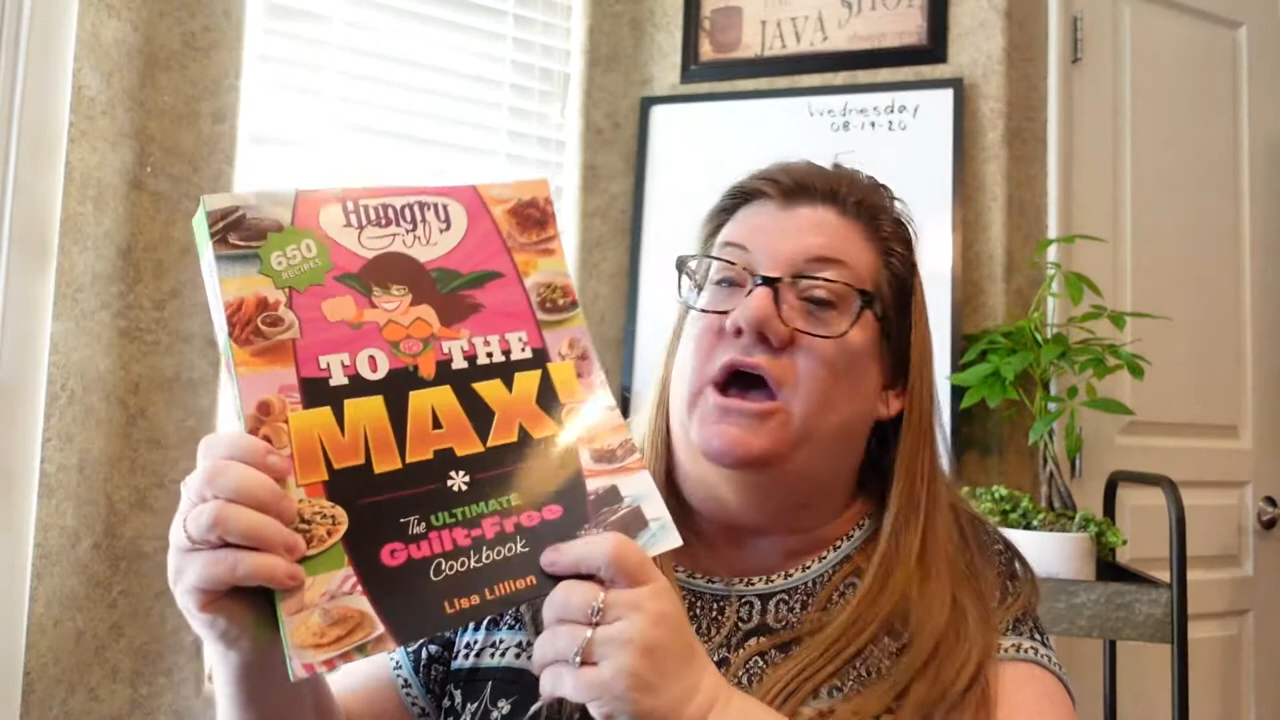 JAVA SHOP
Wednesday
08-19-20
Hungry
Girl
650
RECIPES
TO THE
MAX!
*
The ULTIMATE
Guilt-Free
Cookbook
Lisa Lillien